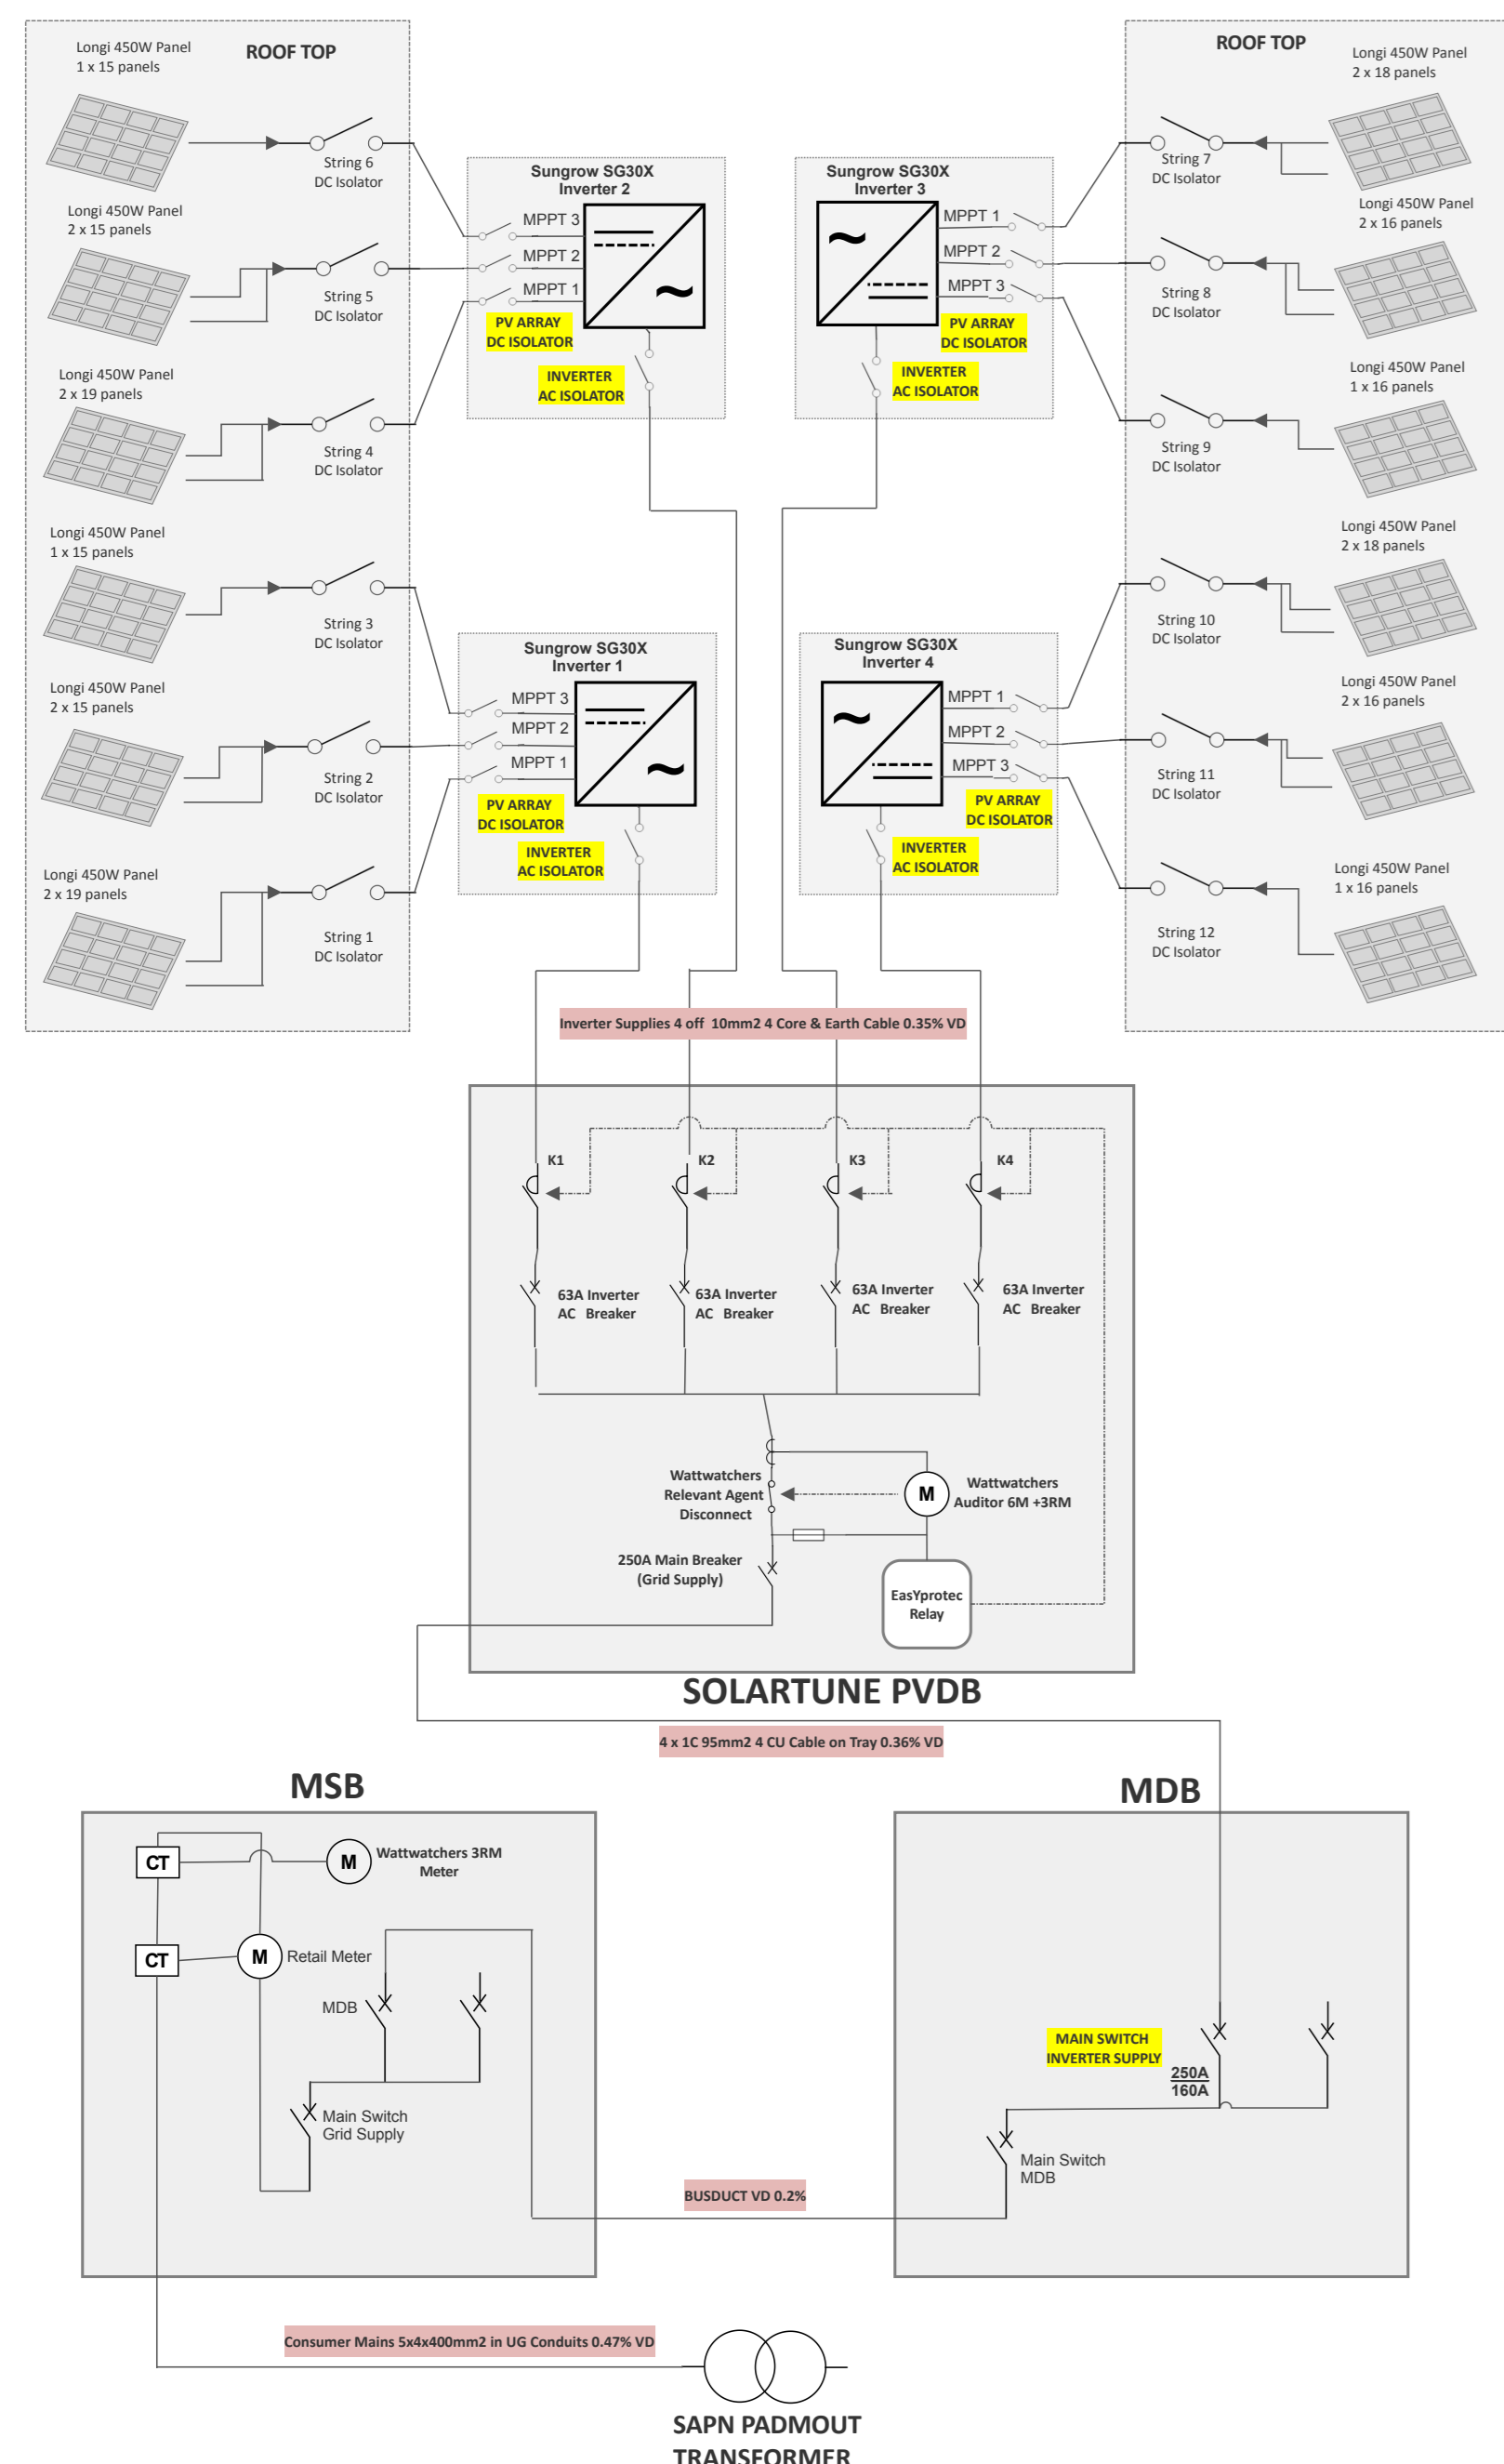 ROOF TOP
Longi 450W Panel
1 x 15 panels
String 6
DC Isolator
Longi 450W Panel
2 x 15 panels
String 5
DC Isolator
Longi 450W Panel
2 x 19 panels
String 4
DC Isolator
Longi 450W Panel
1 x 15 panels
String 3
DC Isolator
Longi 450W Panel
2 x 15 panels
String 2
DC Isolator
Longi 450W Panel
2 x 19 panels
String 1
DC Isolator
Sungrow SG30X
Inverter 2
MPPT 3
MPPT 2
MPPT 1
PV ARRAY
DC ISOLATOR
INVERTER
AC ISOLATOR
Sungrow SG30X
Inverter 1
MPPT 3
MPPT 2
MPPT 1
PV ARRAY
DC ISOLATOR
INVERTER
AC ISOLATOR
Sungrow SG30X
Inverter 3
MPPT 1
MPPT 2
MPPT 3
PV ARRAY
DC ISOLATOR
INVERTER
AC ISOLATOR
Sungrow SG30X
Inverter 4
MPPT 1
MPPT 2
MPPT 3
PV ARRAY
DC ISOLATOR
INVERTER
AC ISOLATOR
ROOF TOP
Longi 450W Panel
2 x 18 panels
String 7
DC Isolator
Longi 450W Panel
2 x 16 panels
String 8
DC Isolator
Longi 450W Panel
1 x 16 panels
String 9
DC Isolator
Longi 450W Panel
2 x 18 panels
String 10
DC Isolator
Longi 450W Panel
2 x 16 panels
String 11
DC Isolator
Longi 450W Panel
1 x 16 panels
String 12
DC Isolator
Inverter Supplies 4 off 10mm2 4 Core & Earth Cable 0.35% VD
K1
K2
K3
K4
63A Inverter
AC Breaker
63A Inverter
AC Breaker
63A Inverter
AC Breaker
63A Inverter
AC Breaker
Wattwatchers
Relevant Agent
Disconnect
M
Wattwatchers
Auditor 6M +3RM
250A Main Breaker
(Grid Supply)
EasYprotec
Relay
SOLARTUNE PVDB
4 x 1C 95mm2 4 CU Cable on Tray 0.36% VD
MSB
CT
M
Wattwatchers 3RM
Meter
CT
M
Retail Meter
MDB
Main Switch
Grid Supply
MDB
MAIN SWITCH
INVERTER SUPPLY
250A
160A
Main Switch
MDB
BUSDUCT VD 0.2%
Consumer Mains 5x4x400mm2 in UG Conduits 0.47% VD
SAPN PADMOUT
TRANSFORMER